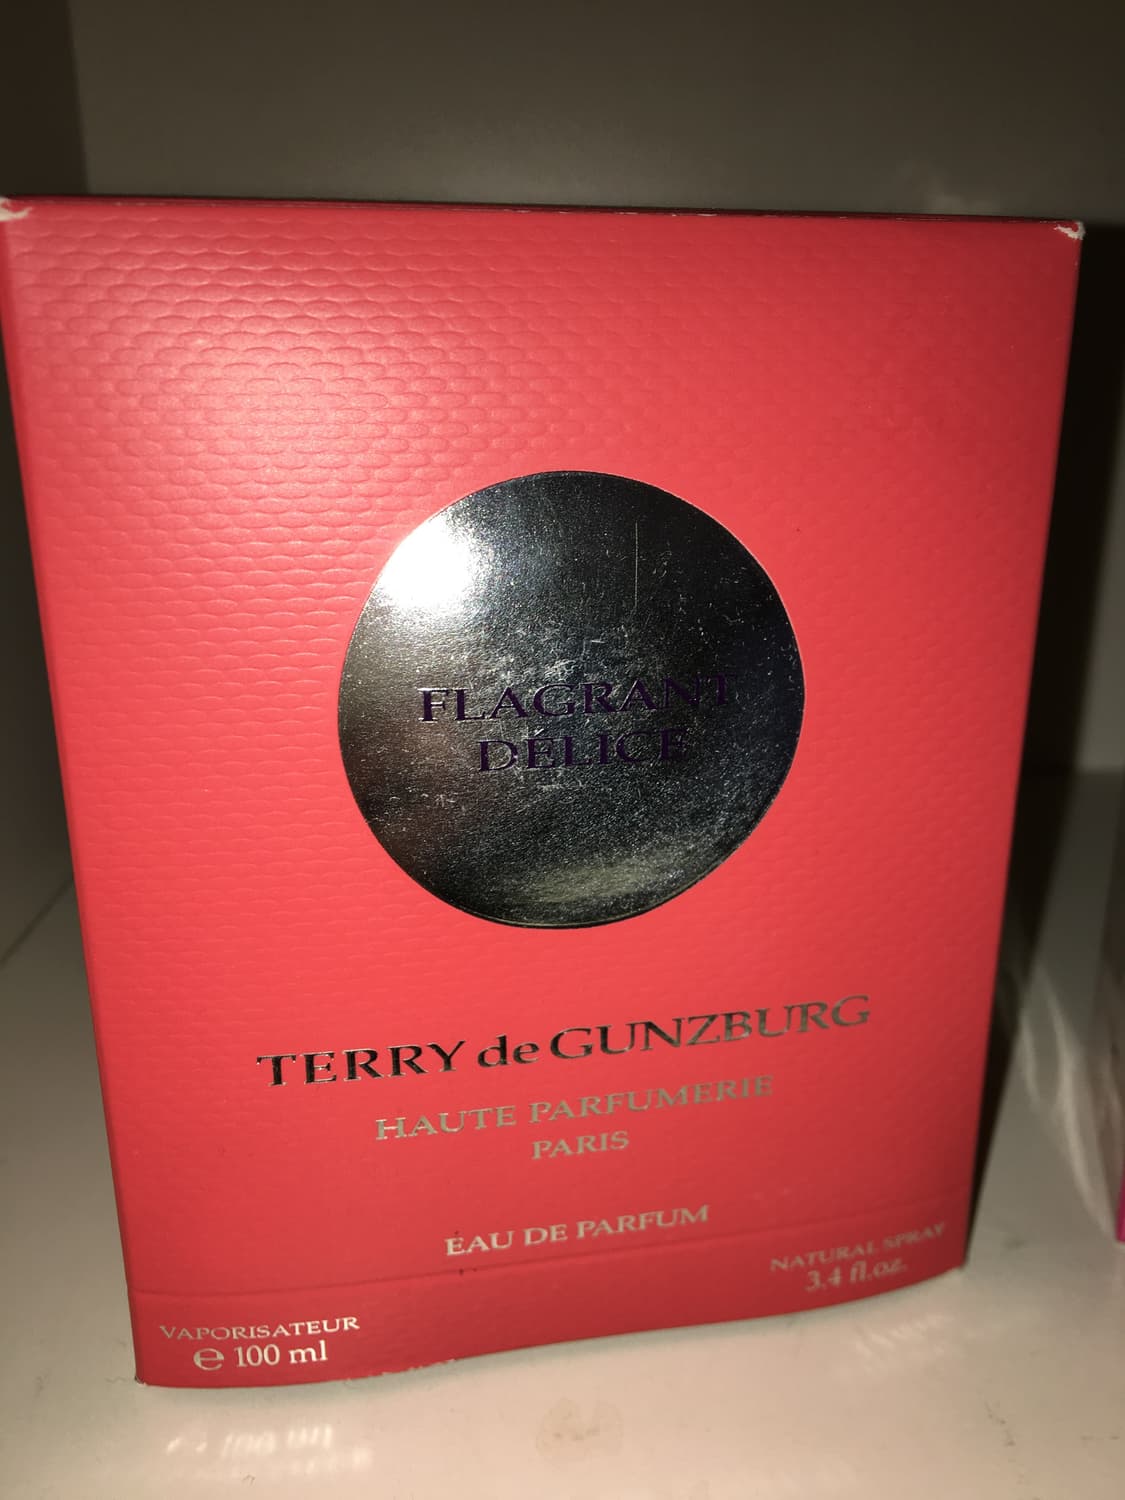 FLAGRANT
DÉLICE
TERRY de GUNZBURG
HAUTE PARFUMERIE
PARIS
EAU DE PARFUM
NATURAL SPRAY
3.4 fl.oz.
VAPORISATEUR
℮ 100 ml